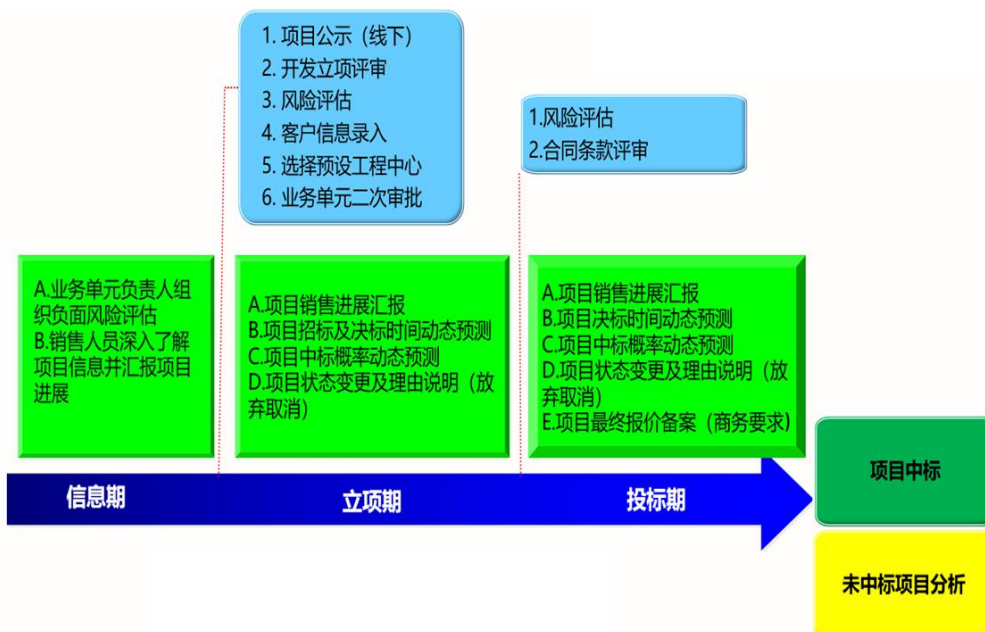 1. 项目公示（线下）
2. 开发立项评审
3. 风险评估
4. 客户信息录入
5. 选择预设工程中心
6. 业务单元二次审批
1.风险评估
2.合同条款评审
A.业务单元负责人组
织负面风险评估
B.销售人员深入了解
项目信息并汇报项目
进展
A.项目销售进展汇报
B.项目招标及决标时间动态预测
C.项目中标概率动态预测
D.项目状态变更及理由说明（放
弃取消）
A.项目销售进展汇报
B.项目决标时间动态预测
C.项目中标概率动态预测
D.项目状态变更及理由说明（放
弃取消）
E.项目最终报价备案（商务要求）
信息期
立项期
投标期
项目中标
未中标项目分析